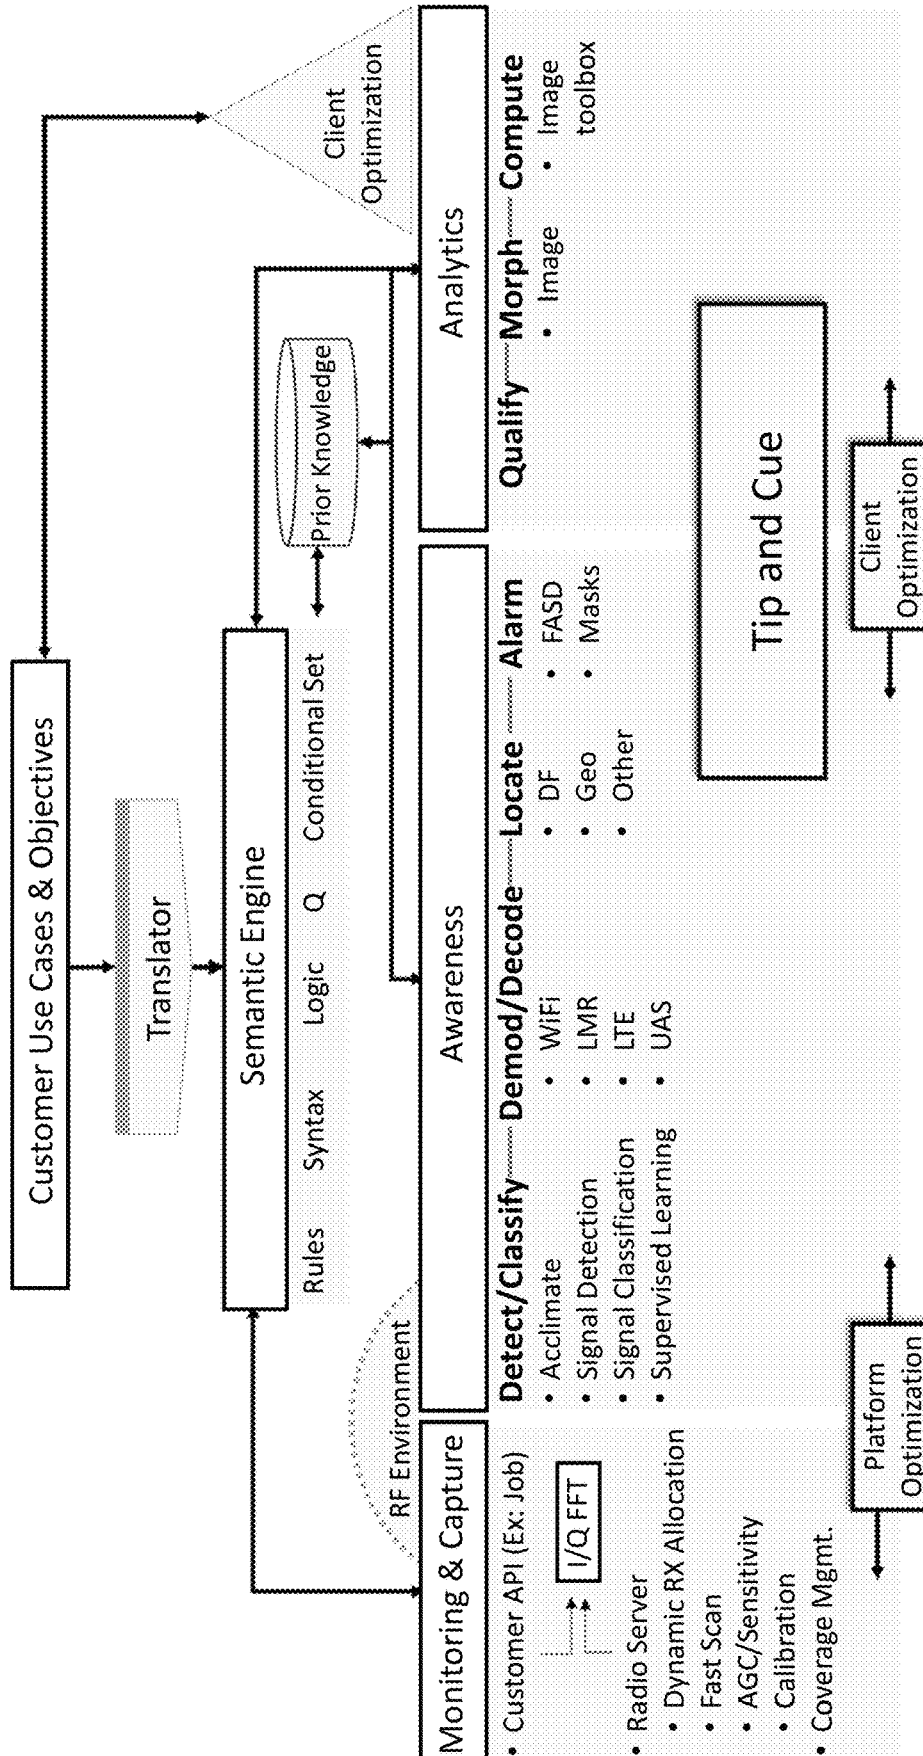 Customer Use Cases & Objectives
Translator
Semantic Engine
Rules Syntax Logic Q Conditional Set
Prior Knowledge
Client
Optimization
RF Environment
Monitoring & Capture
Awareness
Analytics
• Customer API (Ex: Job)
I/Q FFT
• Radio Server
• Dynamic RX Allocation
• Fast Scan
• AGC/Sensitivity
• Calibration
• Coverage Mgmt.
Detect/Classify
• Acclimate
• Signal Detection
• Signal Classification
• Supervised Learning
Demod/Decode
• WiFi
• LMR
• LTE
• UAS
Locate
• DF
• Geo
• Other
Alarm
• FASD
• Masks
Qualify
Morph
• Image
Compute
• Image
toolbox
Tip and Cue
Platform
Optimization
Client
Optimization